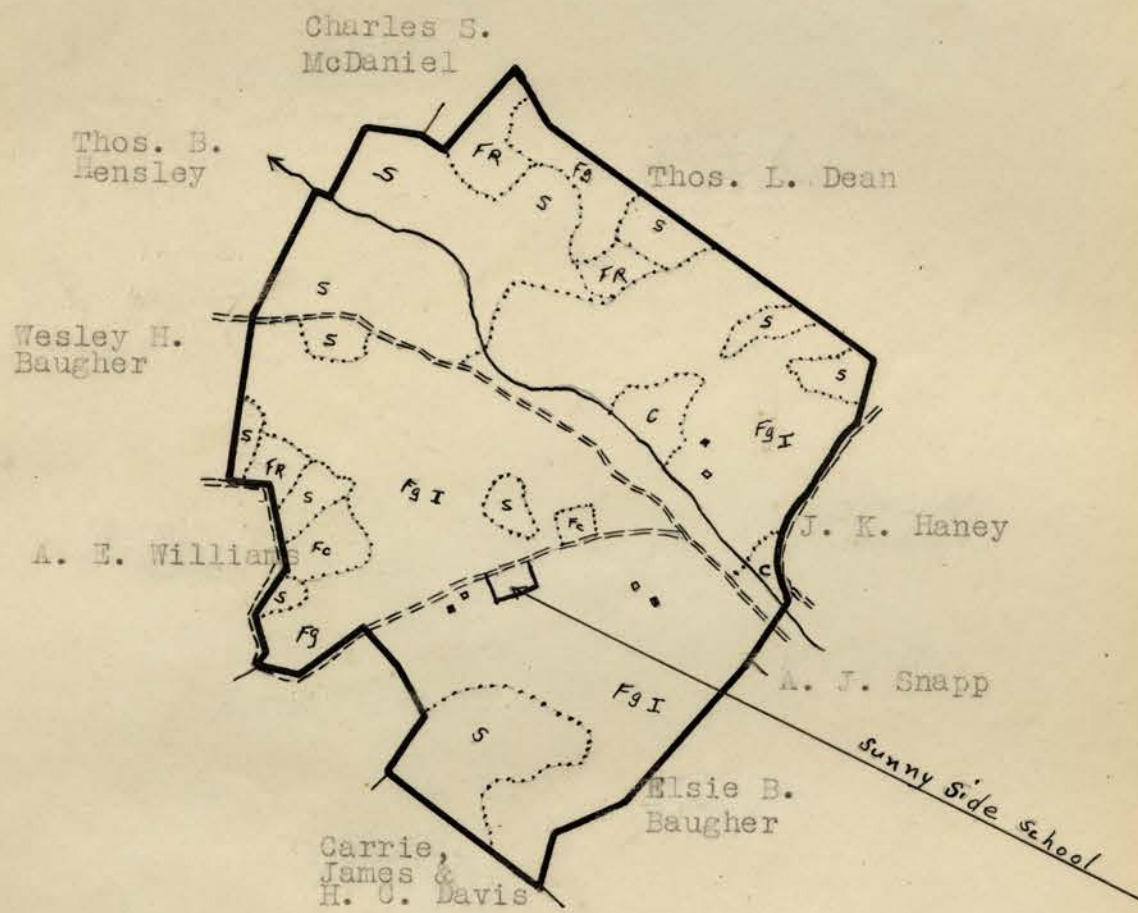 Charles S.
McDaniel
Thos. B.
Hensley
S
FR
Fg
Thos. L. Dean
S
S
FR
S
Wesley H.
Baugher
S
S
S
C
Fg I
S
FR
S
Fg I
S
Fc
J. K. Haney
A. E. Williams
Fc
C
S
Fg
A. J. Snapp
Fg I
S
Sunny Side School
Elsie B.
Baugher
Carrie,
James &
H. C. Davis